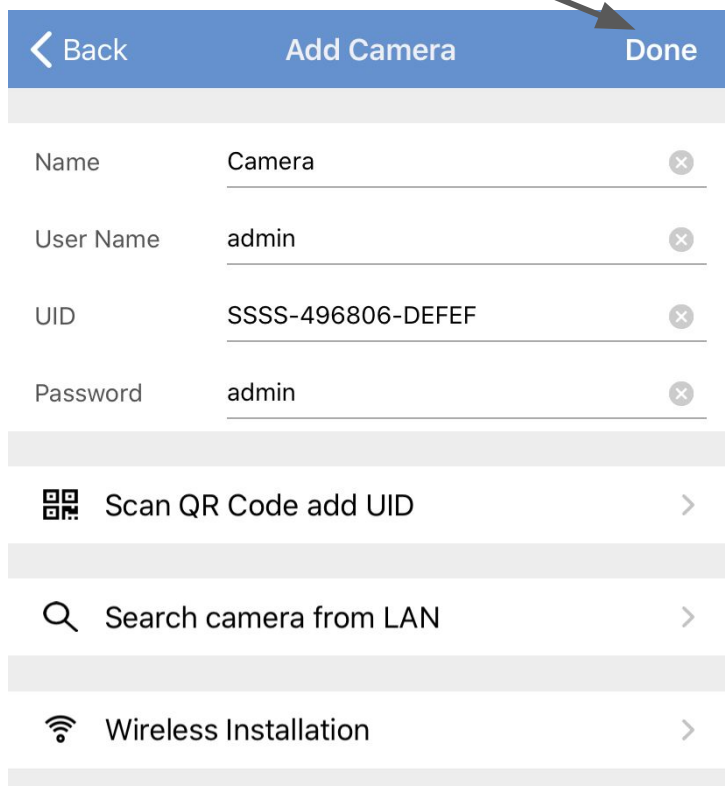 Back Add Camera Done
Name Camera
User Name admin
UID SSSS-496806-DEFEF
Password admin
Scan QR Code add UID
Search camera from LAN
Wireless Installation